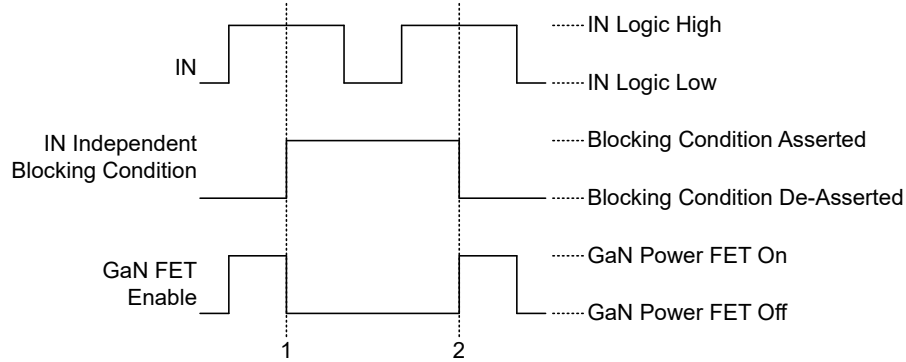 IN
IN Logic High
IN Logic Low
IN Independent
Blocking Condition
Blocking Condition Asserted
Blocking Condition De-Asserted
GaN FET
Enable
GaN Power FET On
GaN Power FET Off
1
2